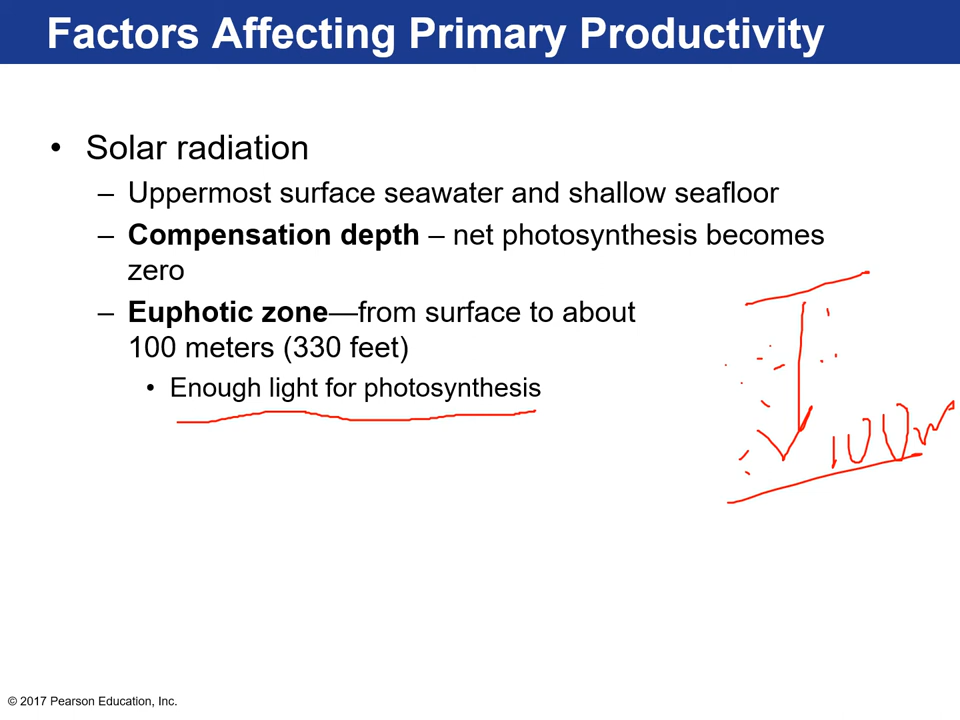 Factors Affecting Primary Productivity
• Solar radiation
– Uppermost surface seawater and shallow seafloor
– Compensation depth – net photosynthesis becomes
zero
– Euphotic zone—from surface to about
100 meters (330 feet)
• Enough light for photosynthesis
100m
© 2017 Pearson Education, Inc.